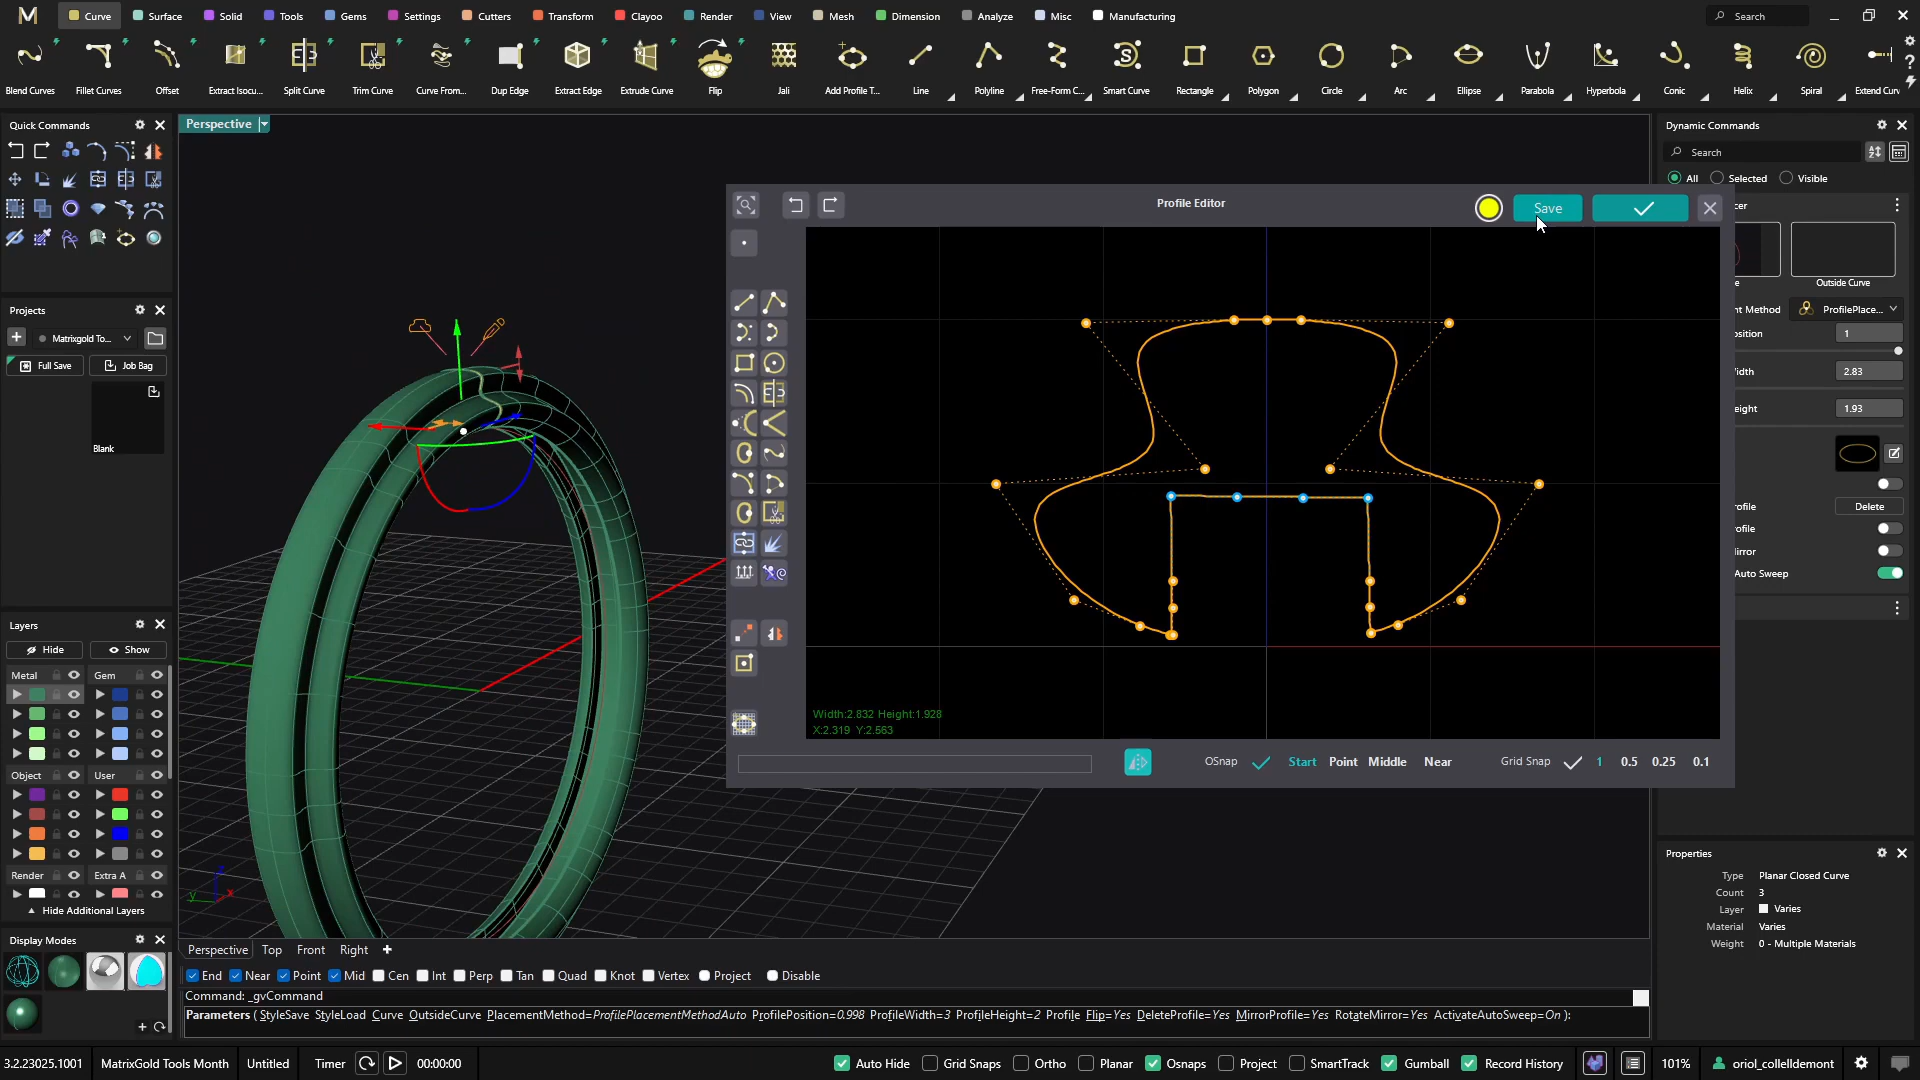 Curve Surface Solid Tools Gems Settings Cutters Transform Clayoo Render View Mesh Dimension Analyze Misc Manufacturing Search
Blend Curves Fillet Curves Offset Extract Isocu... Split Curve Trim Curve Curve From... Dup Edge Extract Edge Extrude Curve Flip Jali Add Profile T... Line Polyline Free-Form C... Smart Curve Rectangle Polygon Circle Arc Ellipse Parabola Hyperbola Conic Helix Spiral Extend Curv
Quick Commands
Perspective
Dynamic Commands
Search
All Selected Visible
Profile Editor
Save
cer
Outside Curve
nt Method ProfilePlace...
osition 1
idth 2.83
eight 1.93
ofile Delete
ofile
irror
Auto Sweep
Projects
Matrixgold To...
Full Save Job Bag
Blank
Width:2.832 Height:1.928
X:2.319 Y:2.563
OSnap Start Point Middle Near Grid Snap 1 0.5 0.25 0.1
Layers
Hide Show
Metal Gem
Object User
Render Extra A
Hide Additional Layers
Display Modes
Properties
Type Planar Closed Curve
Count 3
Layer Varies
Material Varies
Weight 0 - Multiple Materials
Perspective Top Front Right
End Near Point Mid Cen Int Perp Tan Quad Knot Vertex Project Disable
Command: _gvCommand
Parameters ( StyleSave StyleLoad Curve OutsideCurve PlacementMethod=ProfilePlacementMethodAuto ProfilePosition=0.998 ProfileWidth=3 ProfileHeight=2 Profile Flip=Yes DeleteProfile=Yes MirrorProfile=Yes RotateMirror=Yes ActivateAutoSweep=On ):
3.2.23025.1001 MatrixGold Tools Month Untitled Timer 00:00:00 Auto Hide Grid Snaps Ortho Planar Osnaps Project SmartTrack Gumball Record History 101% oriol_collelldemont